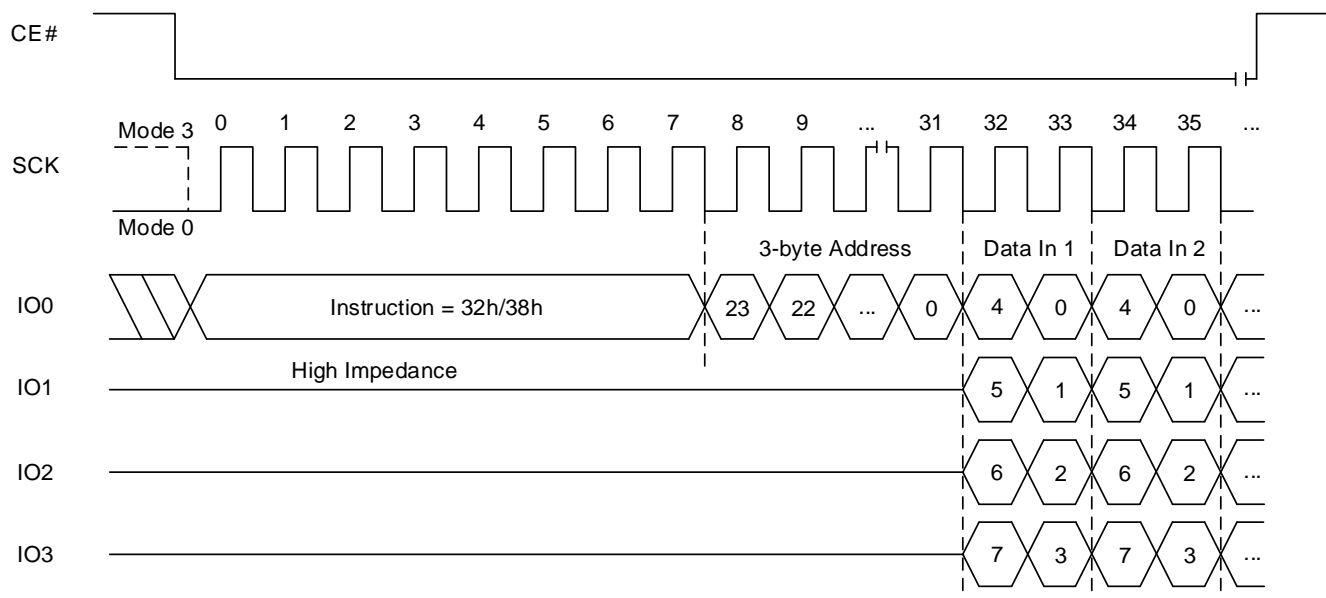 CE#
Mode 3 0 1 2 3 4 5 6 7 8 9 ... 31 32 33 34 35 ...
SCK
Mode 0
3-byte Address Data In 1 Data In 2
IO0 Instruction = 32h/38h 23 22 ... 0 4 0 4 0 ...
High Impedance
IO1 5 1 5 1 ...
IO2 6 2 6 2 ...
IO3 7 3 7 3 ...